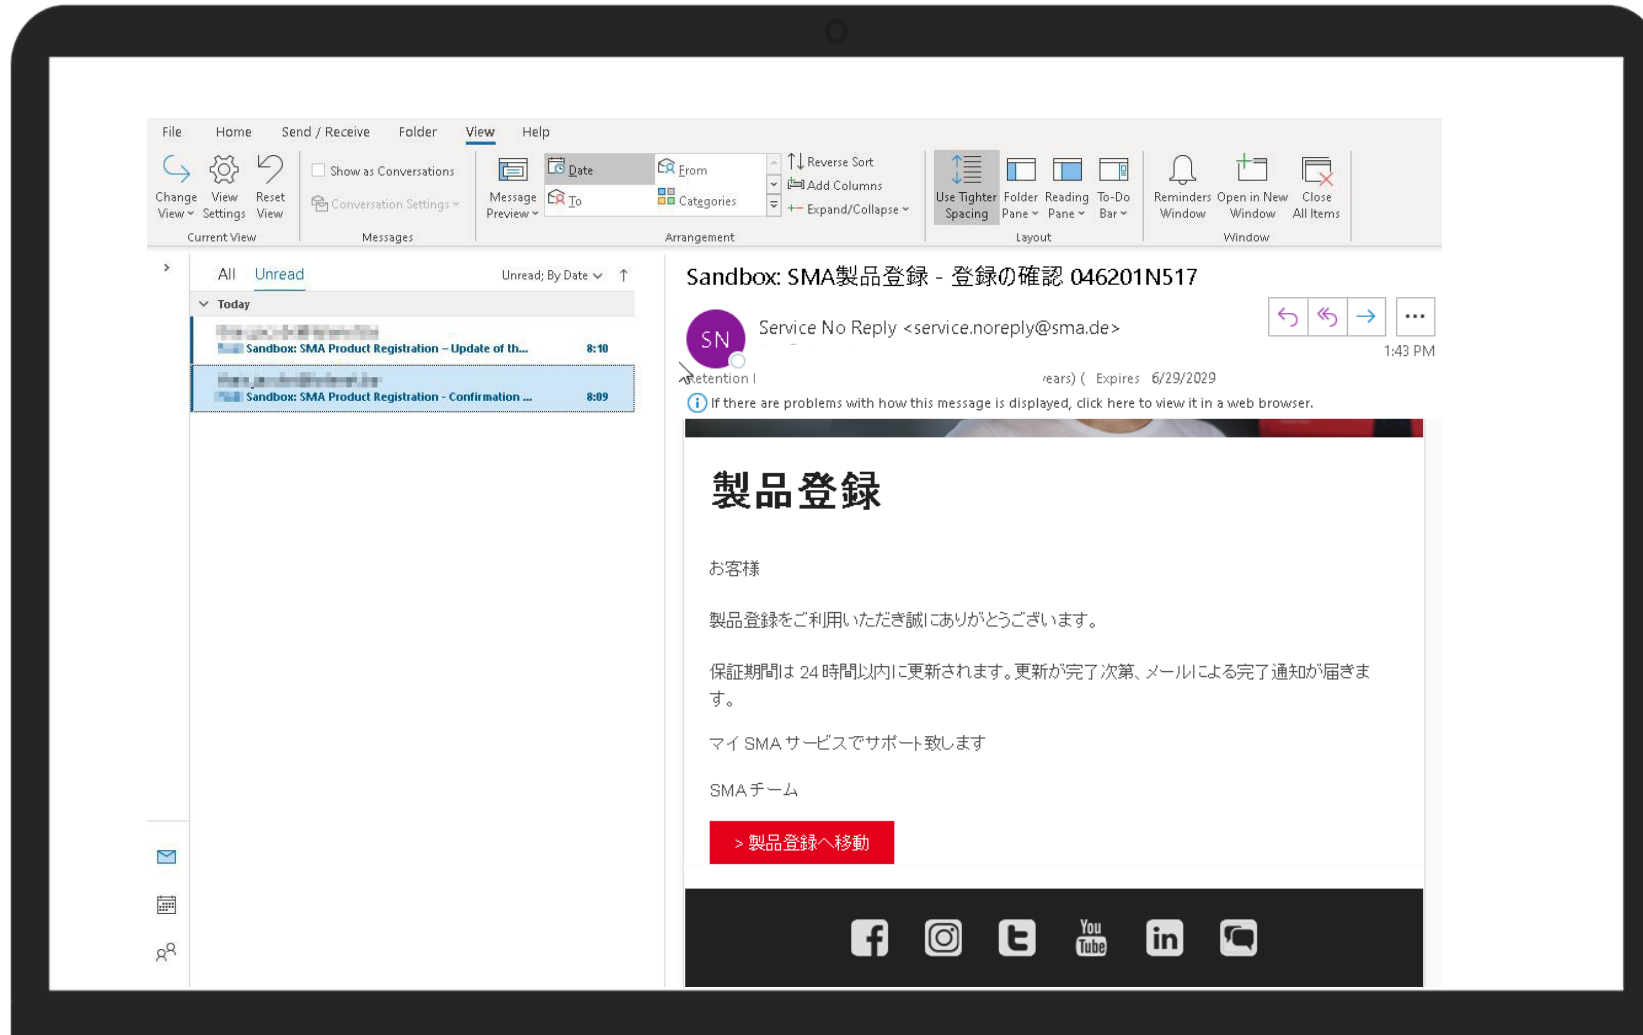 File Home Send / Receive Folder View Help
Change View View Settings Reset View
Current View
Show as Conversations
Conversation Settings
Messages
Message Preview
Date From
To Categories
Reverse Sort
Add Columns
Expand/Collapse
Arrangement
Use Tighter Spacing Folder Pane Reading Pane To-Do Bar
Layout
Reminders Window Open in New Window Close All Items
Window
All Unread Unread; By Date
Today
Sandbox: SMA Product Registration – Update of th... 8:10
Sandbox: SMA Product Registration - Confirmation ... 8:09
Sandbox: SMA製品登録 - 登録の確認 046201N517
SN
Service No Reply <service.noreply@sma.de>
1:43 PM
Retention Expires 6/29/2029
If there are problems with how this message is displayed, click here to view it in a web browser.
製品登録
お客様
製品登録をご利用いただき誠にありがとうございます。
保証期間は 24 時間以内に更新されます。更新が完了次第、メールによる完了通知が届きま
す。
マイ SMA サービスでサポート致します
SMAチーム
> 製品登録へ移動
You
Tube
in